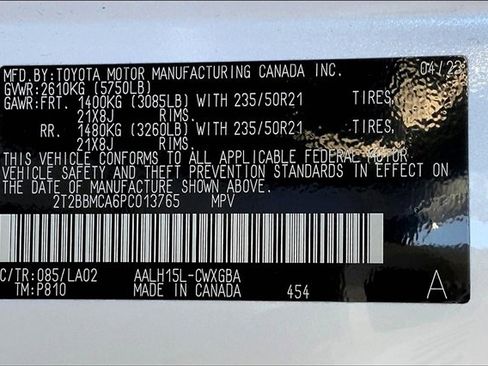 MFD.BY:TOYOTA MOTOR MANUFACTURING CANADA INC. 04/23
GVWR:2610KG (5750LB)
GAWR:FRT. 1400KG (3085LB) WITH 235/50R21 TIRES,
21X8J RIMS.
RR. 1480KG (3260LB) WITH 235/50R21 TIRES,
21X8J RIMS.
THIS VEHICLE CONFORMS TO ALL APPLICABLE FEDERAL MOTOR
VEHICLE SAFETY AND THEFT PREVENTION STANDARDS IN EFFECT ON
THE DATE OF MANUFACTURE SHOWN ABOVE.
2T2BBMCA6PC013765 MPV
C/TR:085/LA02 AALH15L-CWXGBA
TM:P810 MADE IN CANADA 454 A